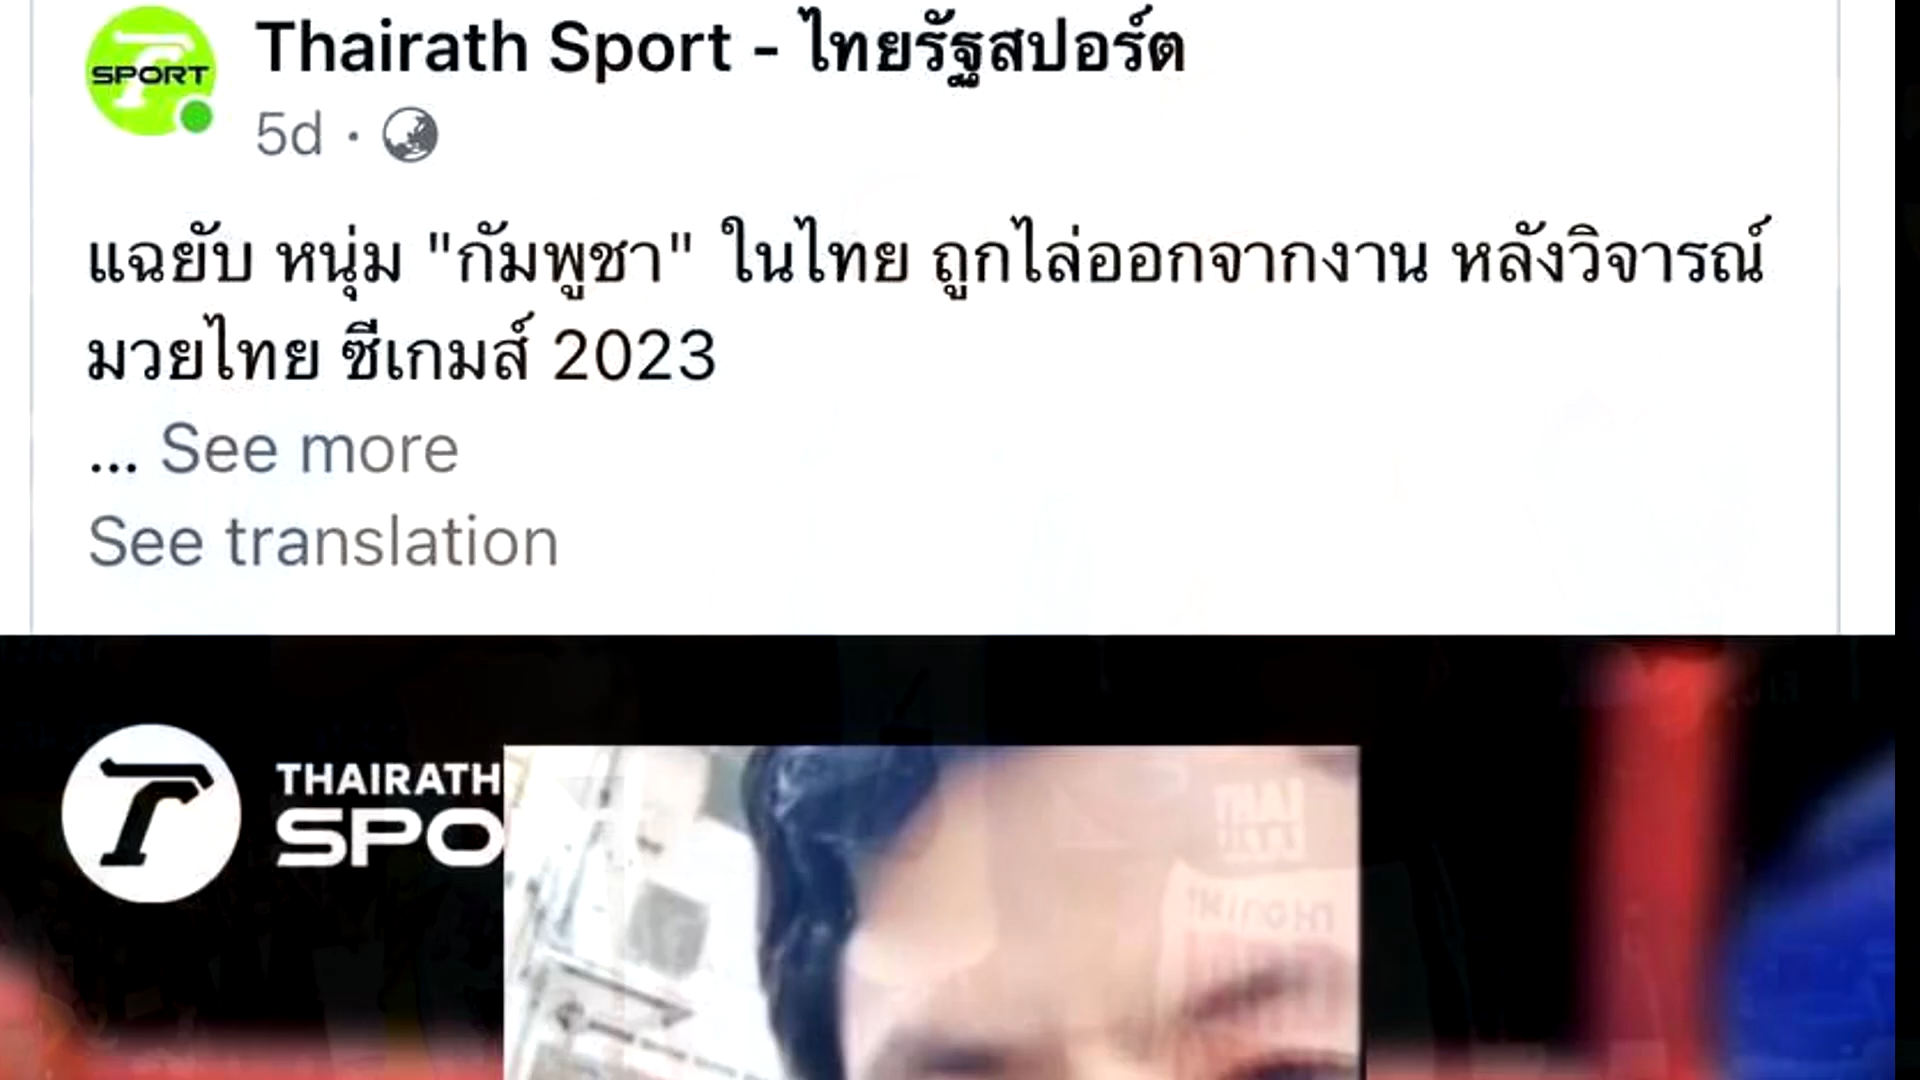 SPORT
Thairath Sport - ไทยรัฐสปอร์ต
5d ·
แฉยับ หนุ่ม "กัมพูชา" ในไทย ถูกไล่ออกจากงาน หลังวิจารณ์
มวยไทย ซีเกมส์ 2023
... See more
See translation
THAIRATH
SPO